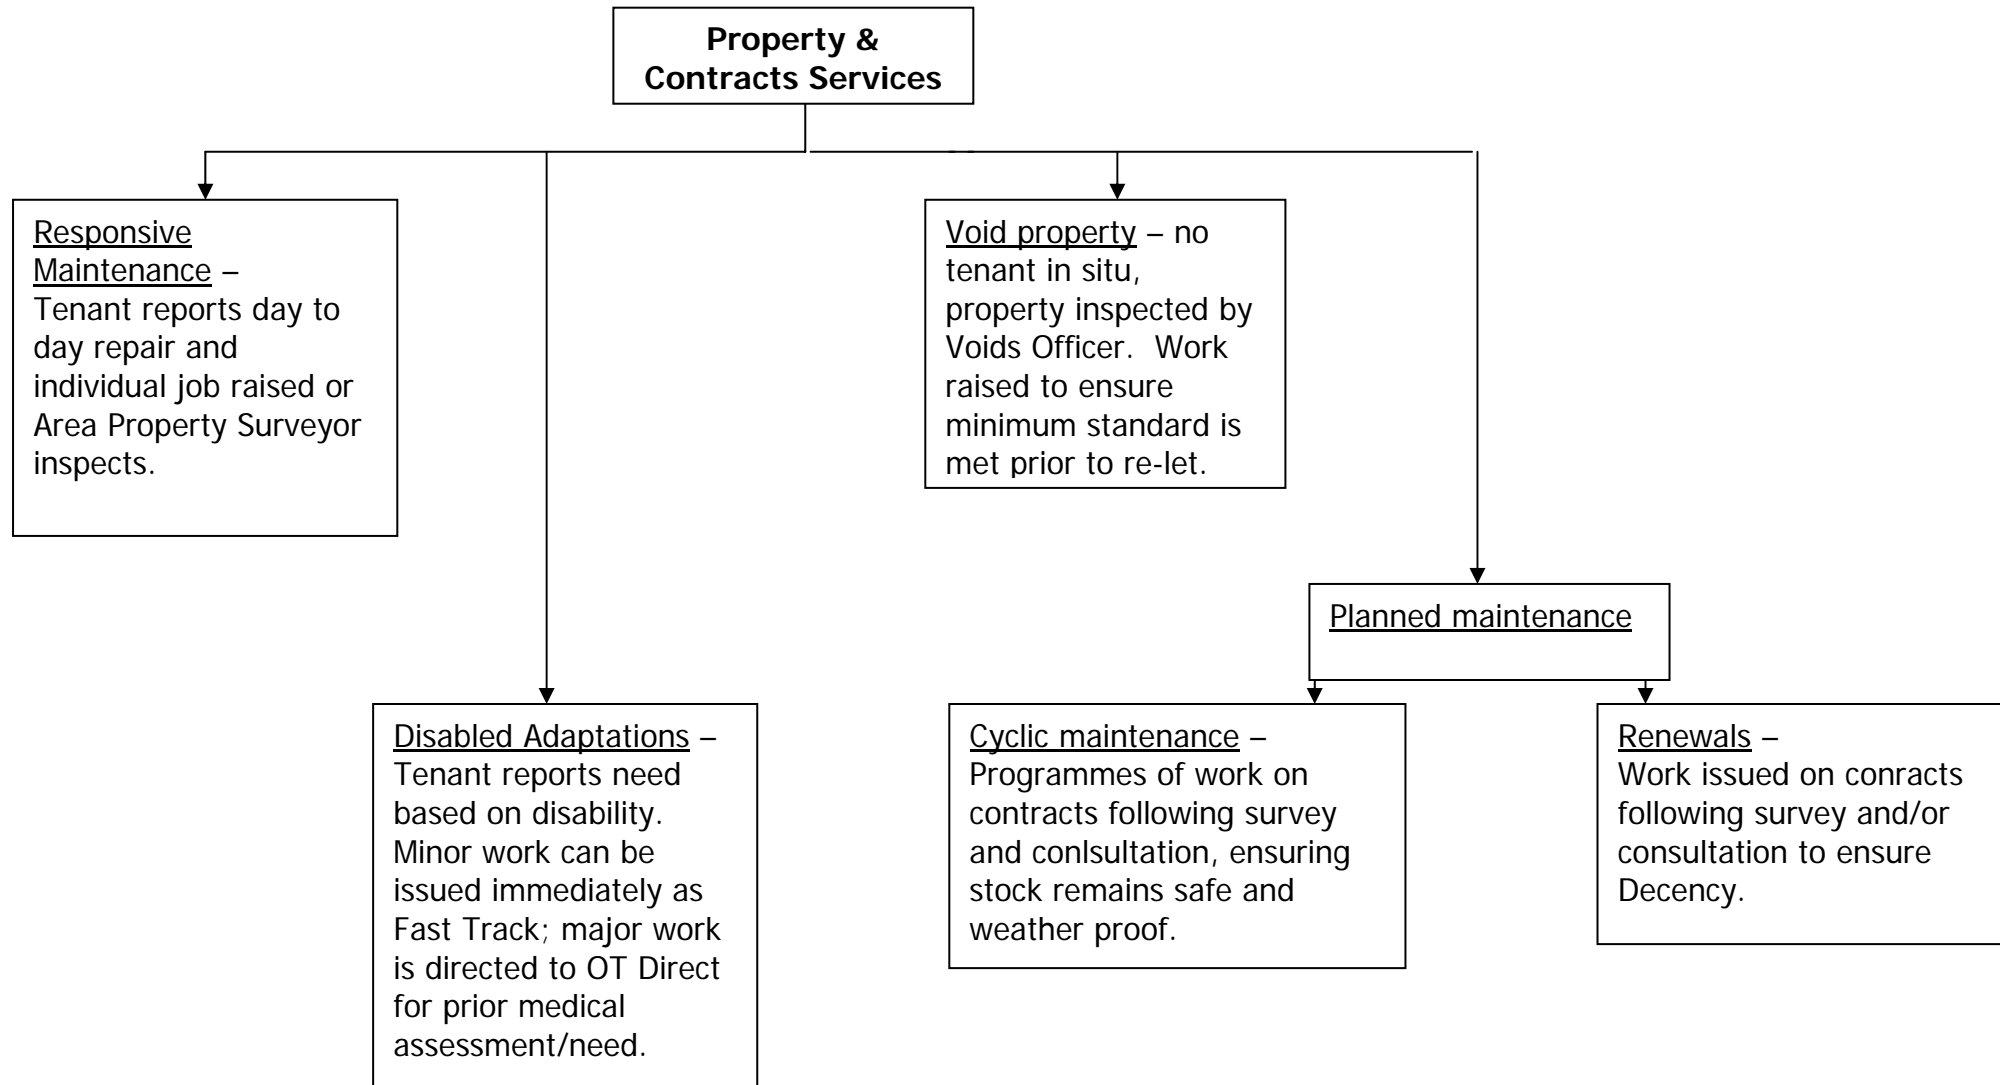 Property &
Contracts Services
Responsive
Maintenance –
Tenant reports day to
day repair and
individual job raised or
Area Property Surveyor
inspects.
Void property – no
tenant in situ,
property inspected by
Voids Officer.  Work
raised to ensure
minimum standard is
met prior to re-let.
Planned maintenance
Disabled Adaptations –
Tenant reports need
based on disability.
Minor work can be
issued immediately as
Fast Track; major work
is directed to OT Direct
for prior medical
assessment/need.
Cyclic maintenance –
Programmes of work on
contracts following survey
and conlsultation, ensuring
stock remains safe and
weather proof.
Renewals –
Work issued on conracts
following survey and/or
consultation to ensure
Decency.